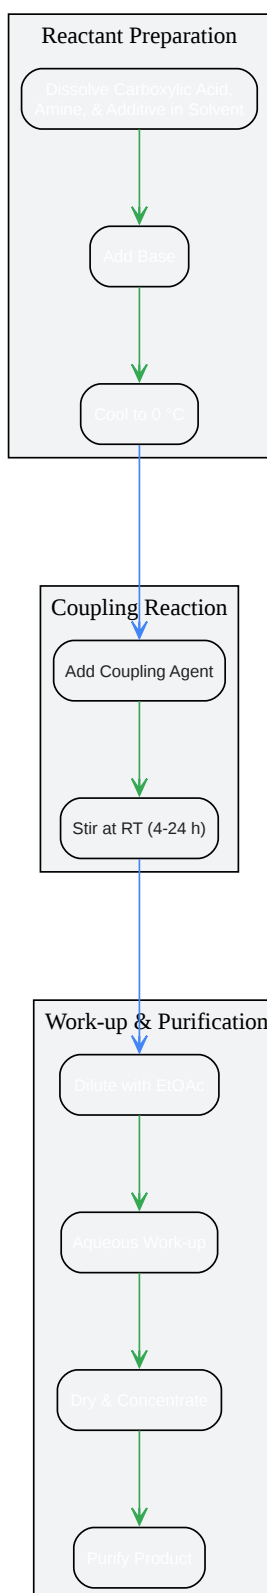 Reactant Preparation
Dissolve Carboxylic Acid,
Amine, & Additive in Solvent
Add Base
Cool to 0 °C
Coupling Reaction
Add Coupling Agent
Stir at RT (4-24 h)
Work-up & Purification
Dilute with EtOAc
Aqueous Work-up
Dry & Concentrate
Purify Product